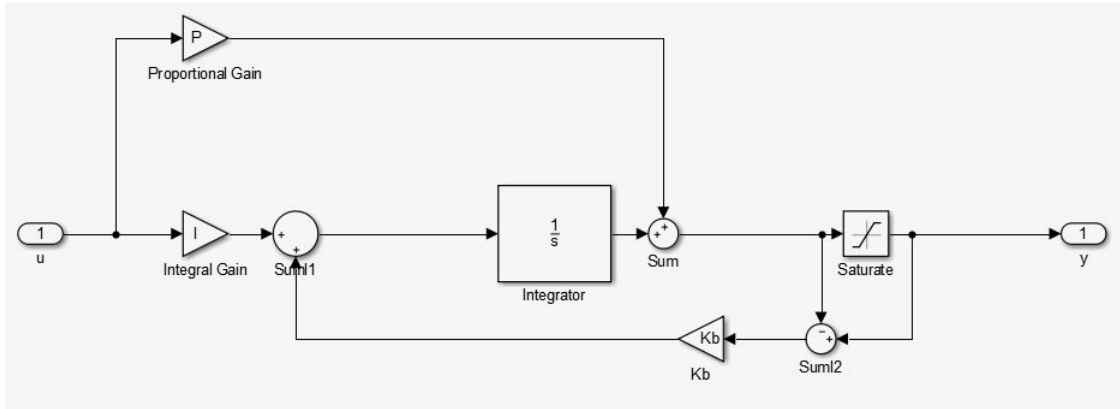 P
Proportional Gain
1
u
I
Integral Gain
+
+
SumI1
1
s
Integrator
+
+
Sum
Saturate
1
y
Kb
Kb
−
+
SumI2